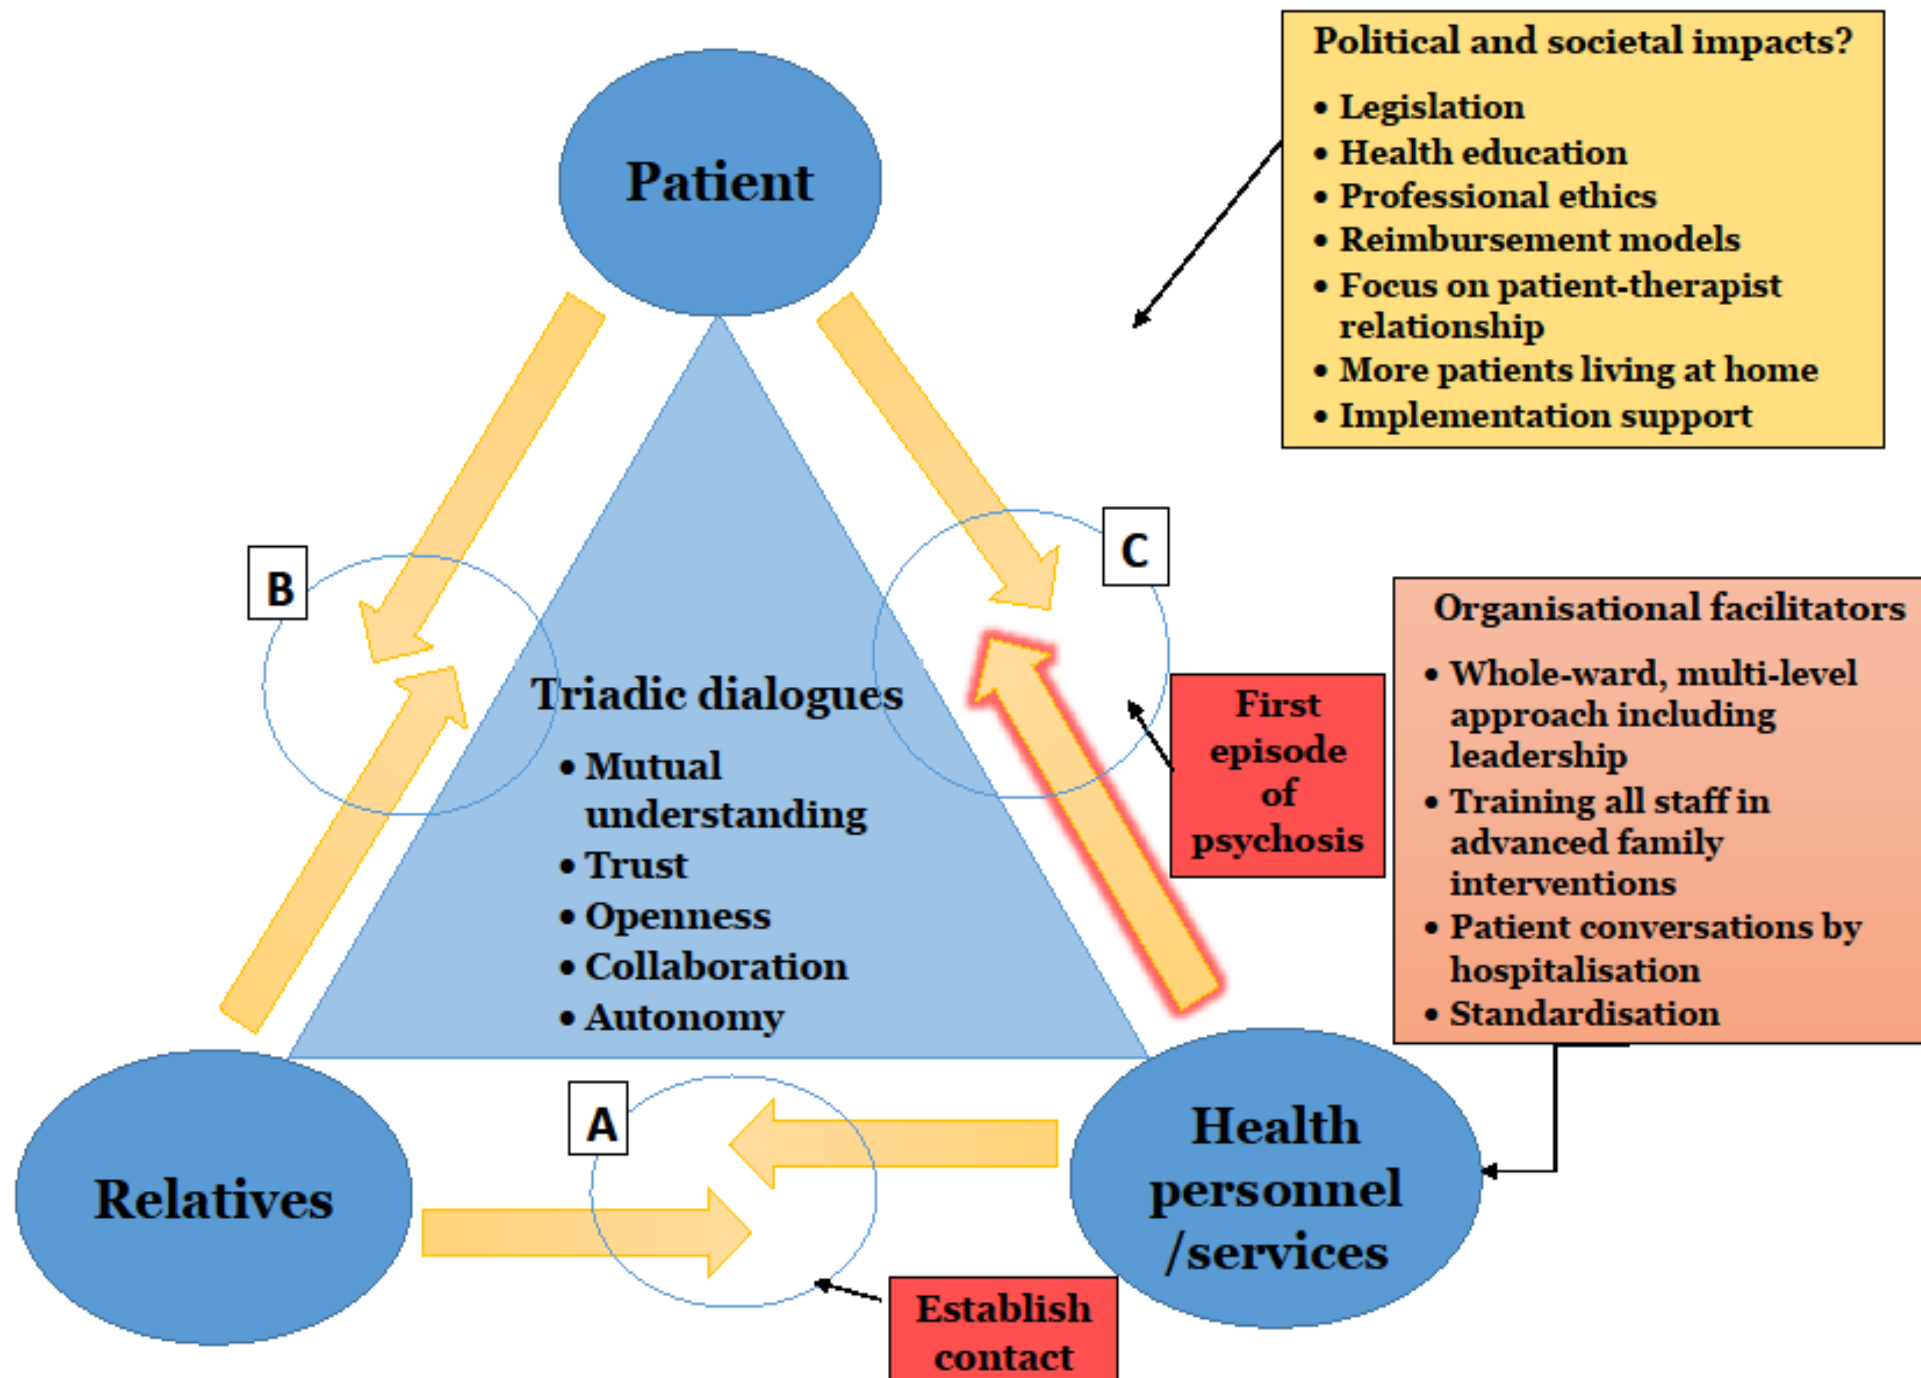 Patient
Political and societal impacts?
• Legislation
• Health education
• Professional ethics
• Reimbursement models
• Focus on patient-therapist
relationship
• More patients living at home
• Implementation support
B
C
Triadic dialogues
• Mutual
understanding
• Trust
• Openness
• Collaboration
• Autonomy
First
episode
of
psychosis
Organisational facilitators
• Whole-ward, multi-level
approach including
leadership
• Training all staff in
advanced family
interventions
• Patient conversations by
hospitalisation
• Standardisation
A
Relatives
Health
personnel
/services
Establish
contact